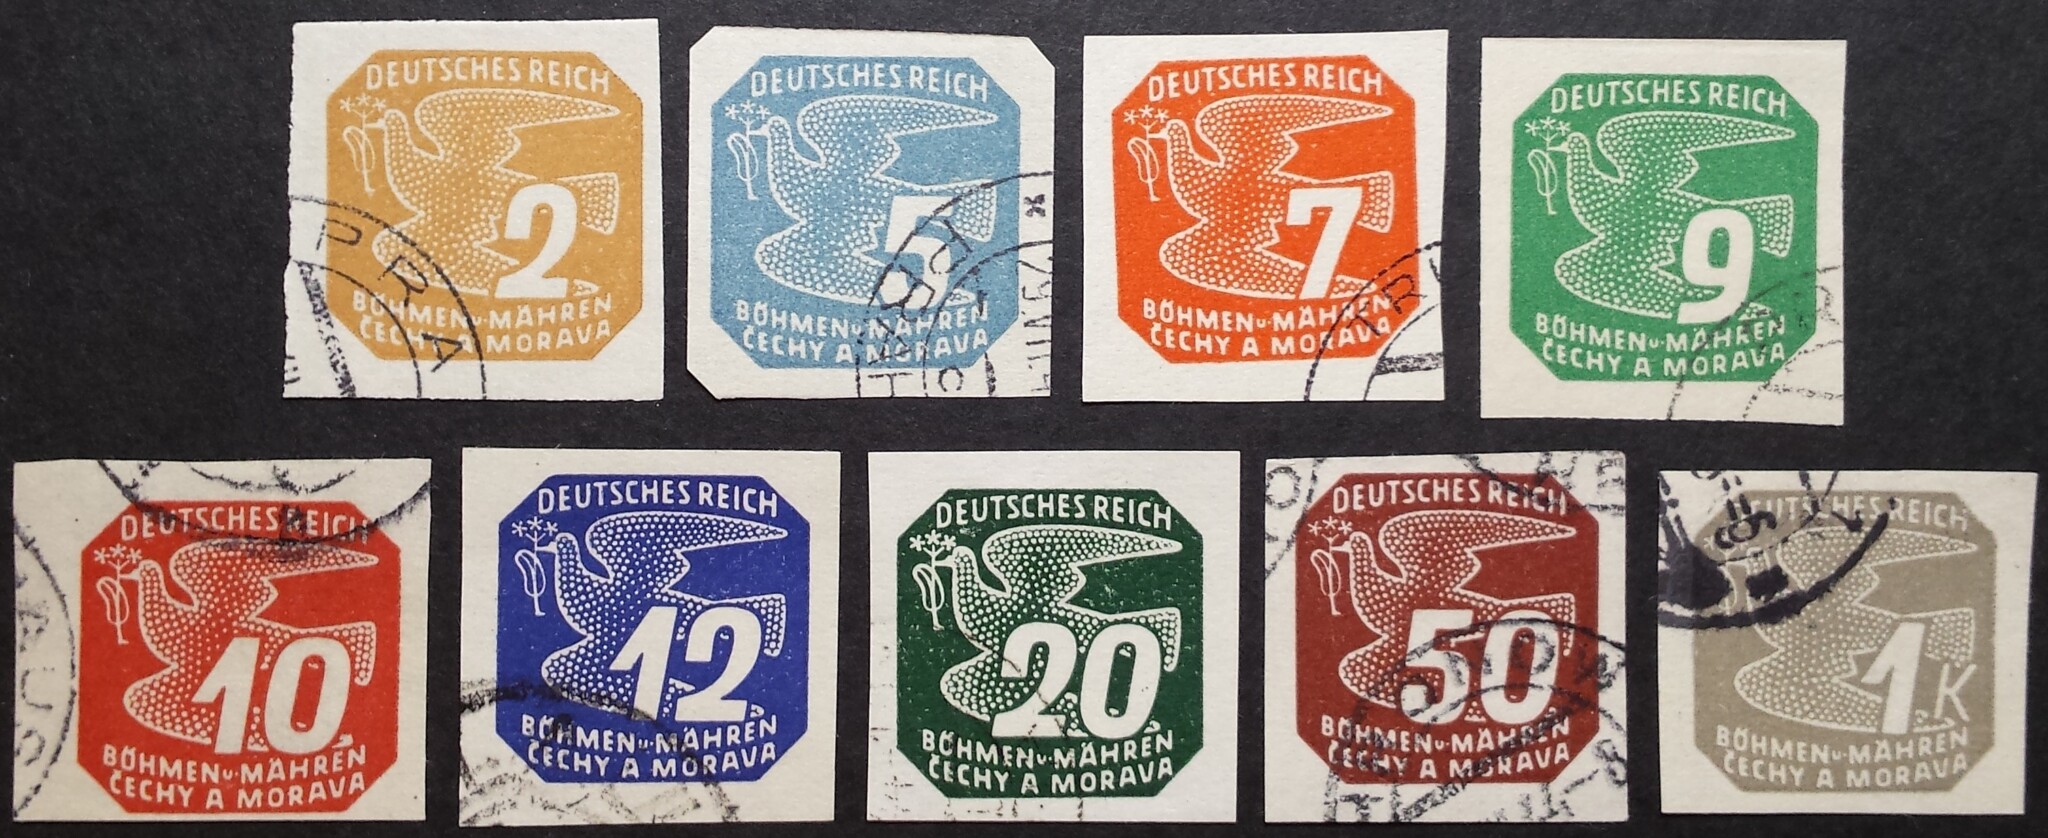 DEUTSCHES REICH
2
BÖHMEN u. MÄHREN
ČECHY A MORAVA
PRA
DEUTSCHES REICH
5
BÖHMEN u. MÄHREN
ČECHY A MORAVA
DEUTSCHES REICH
7
BÖHMEN u. MÄHREN
ČECHY A MORAVA
DEUTSCHES REICH
9
BÖHMEN u. MÄHREN
ČECHY A MORAVA
DEUTSCHES REICH
10
BÖHMEN u. MÄHREN
ČECHY A MORAVA
DEUTSCHES REICH
12
BÖHMEN u. MÄHREN
ČECHY A MORAVA
DEUTSCHES REICH
20
BÖHMEN u. MÄHREN
ČECHY A MORAVA
DEUTSCHES REICH
50
BÖHMEN u. MÄHREN
ČECHY A MORAVA
DEUTSCHES REICH
1 K
BÖHMEN u. MÄHREN
ČECHY A MORAVA